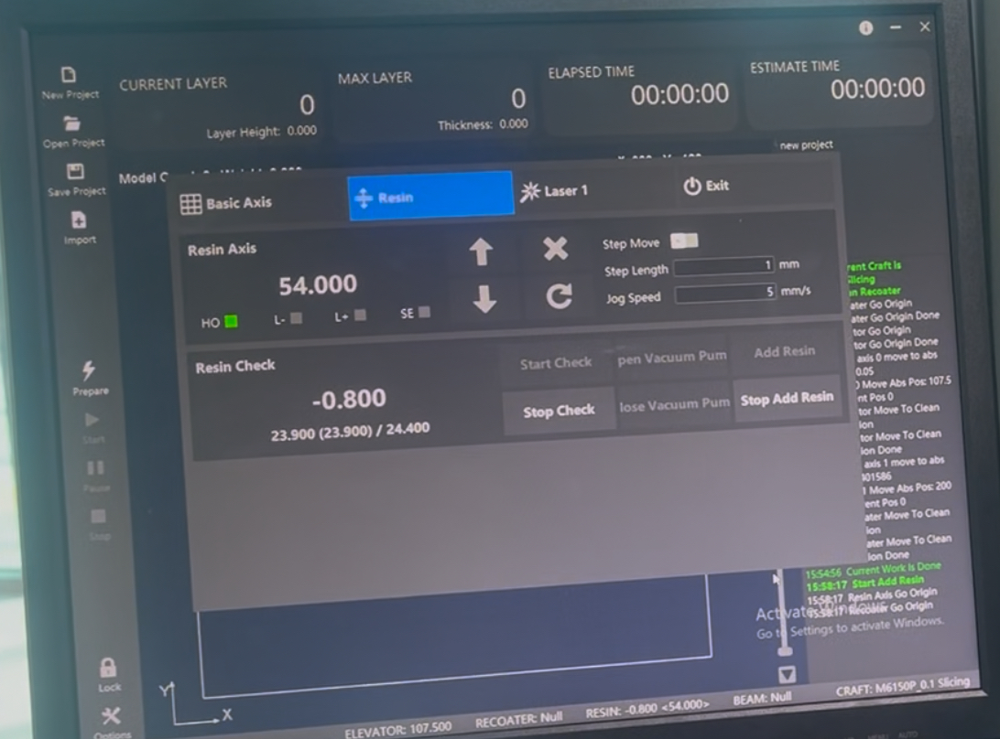 New Project
Open Project
Save Project
Import
Prepare
Start
Pause
Stop
Lock
Options
CURRENT LAYER
0
Layer Height: 0.000
MAX LAYER
0
Thickness: 0.000
ELAPSED TIME
00:00:00
ESTIMATE TIME
00:00:00
Model
new project
Basic Axis
Resin
Laser 1
Exit
Resin Axis
54.000
HO
L-
L+
SE
Step Move
Step Length 1 mm
Jog Speed 5 mm/s
Resin Check
-0.800
23.900 (23.900) / 24.400
Start Check
pen Vacuum Pum
Add Resin
Stop Check
lose Vacuum Pum
Stop Add Resin
rent Craft is
licing
n Recoater
ater Go Origin
ater Go Origin Done
tor Go Origin
tor Go Origin Done
axis 0 move to abs
0.05
0 Move Abs Pos: 107.5
nt Pos 0
tor Move To Clean
ion
tor Move To Clean
ion Done
axis 1 move to abs
401586
1 Move Abs Pos: 200
ent Pos 0
ater Move To Clean
ion
ater Move To Clean
ion Done
15:54:56 Current Work Is Done
15:58:17 Start Add Resin
15:58:17 Resin Axis Go Origin
15:58:17 Recoater Go Origin
Activate Windows
Go to Settings to activate Windows.
Y
X
ELEVATOR: 107.500
RECOATER: Null
RESIN: -0.800 <54.000>
BEAM: Null
CRAFT: M6150P_0.1 Slicing